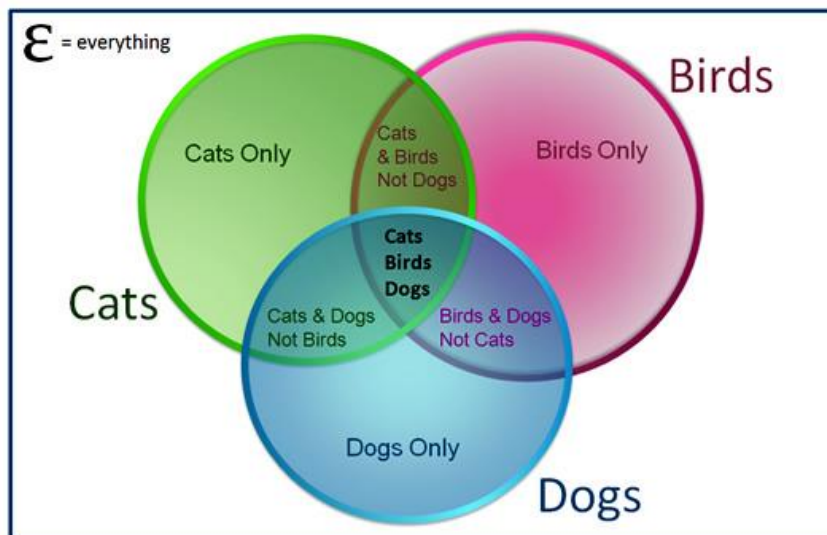 ε = everything
Birds
Cats Only
Cats
& Birds
Not Dogs
Birds Only
Cats
Birds
Dogs
Cats
Cats & Dogs
Not Birds
Birds & Dogs
Not Cats
Dogs Only
Dogs